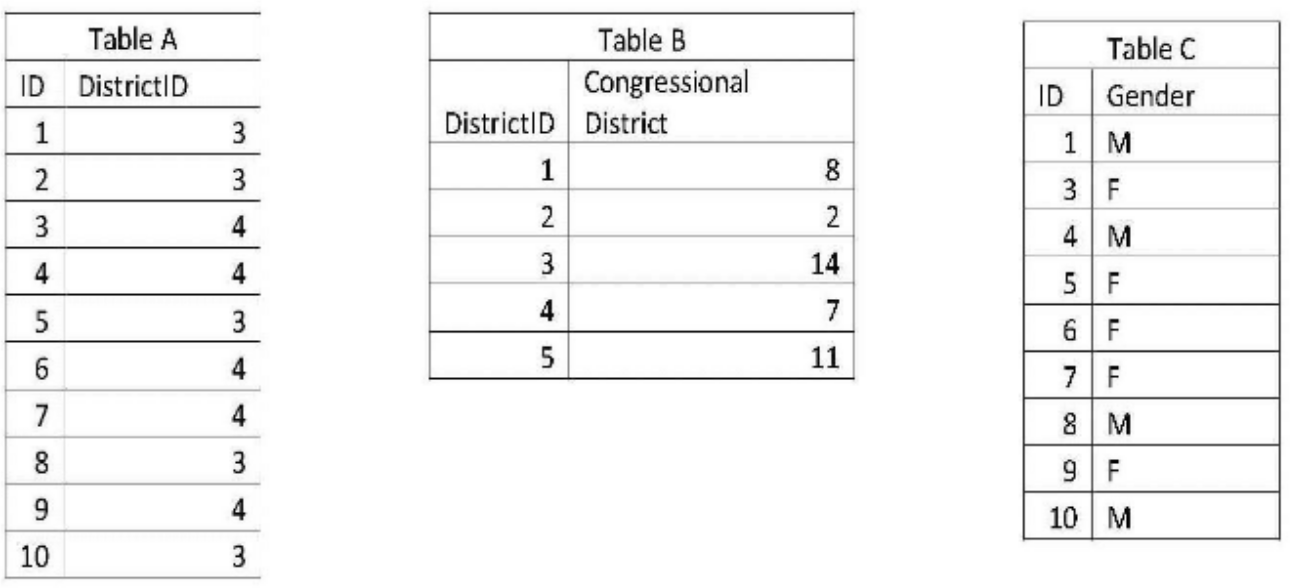 Table A
ID DistrictID
1 3
2 3
3 4
4 4
5 3
6 4
7 4
8 3
9 4
10 3
Table B
Congressional
DistrictID District
1 8
2 2
3 14
4 7
5 11
Table C
ID Gender
1 M
3 F
4 M
5 F
6 F
7 F
8 M
9 F
10 M